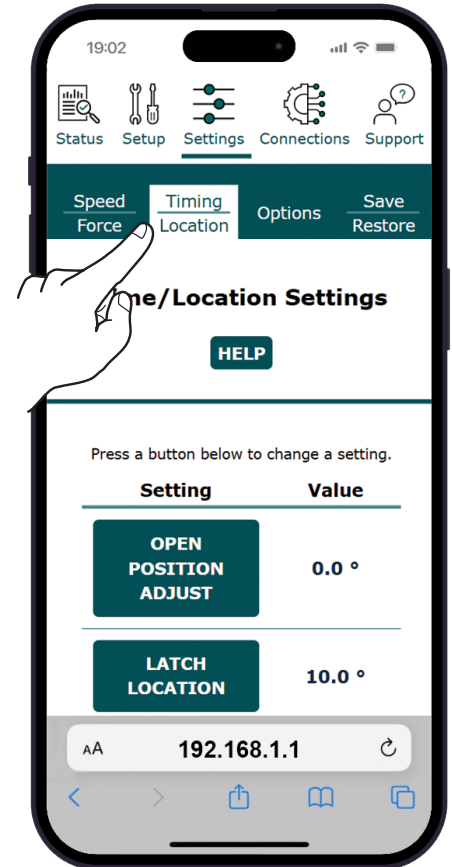 19:02
Status Setup Settings Connections Support
Speed Timing Options Save
Force Location Restore
me/Location Settings
HELP
Press a button below to change a setting.
Setting Value
OPEN
POSITION
ADJUST
0.0 °
LATCH
LOCATION
10.0 °
AA 192.168.1.1